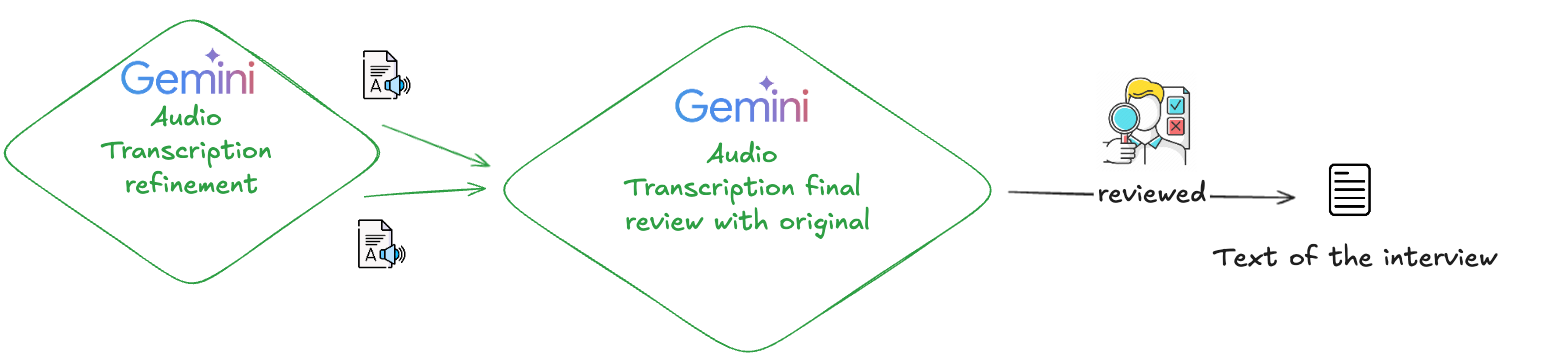 Gemini
Audio
Transcription
refinement
A
A
Gemini
Audio
Transcription final
review with original
reviewed
Text of the interview